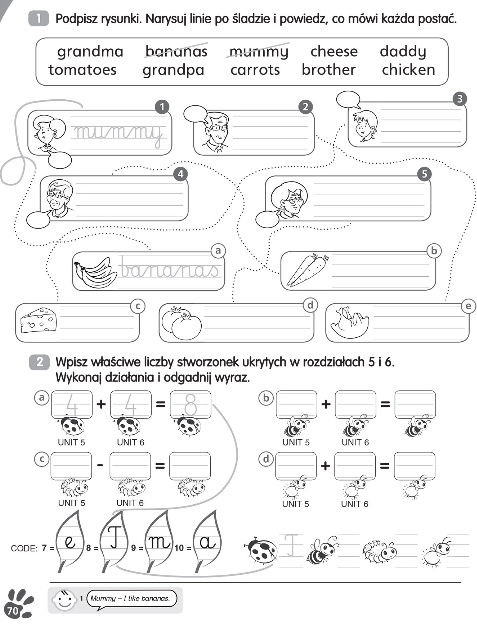 1 Podpisz rysunki. Narysuj linie po śladzie i powiedz, co mówi każda postać.
grandma bananas mummy cheese daddy
tomatoes grandpa carrots brother chicken
1 2 3
mummy
4 5
a b
bananas
c d e
2 Wpisz właściwe liczby stworzonek ukrytych w rozdziałach 5 i 6.
Wykonaj działania i odgadnij wyraz.
a 4 + 4 = 8 b + =
UNIT 5 UNIT 6 UNIT 5 UNIT 6
c - = d + =
UNIT 5 UNIT 6 UNIT 5 UNIT 6
CODE: 7 = e 8 = T 9 = m 10 = a T
70 1 Mummy – I like bananas.